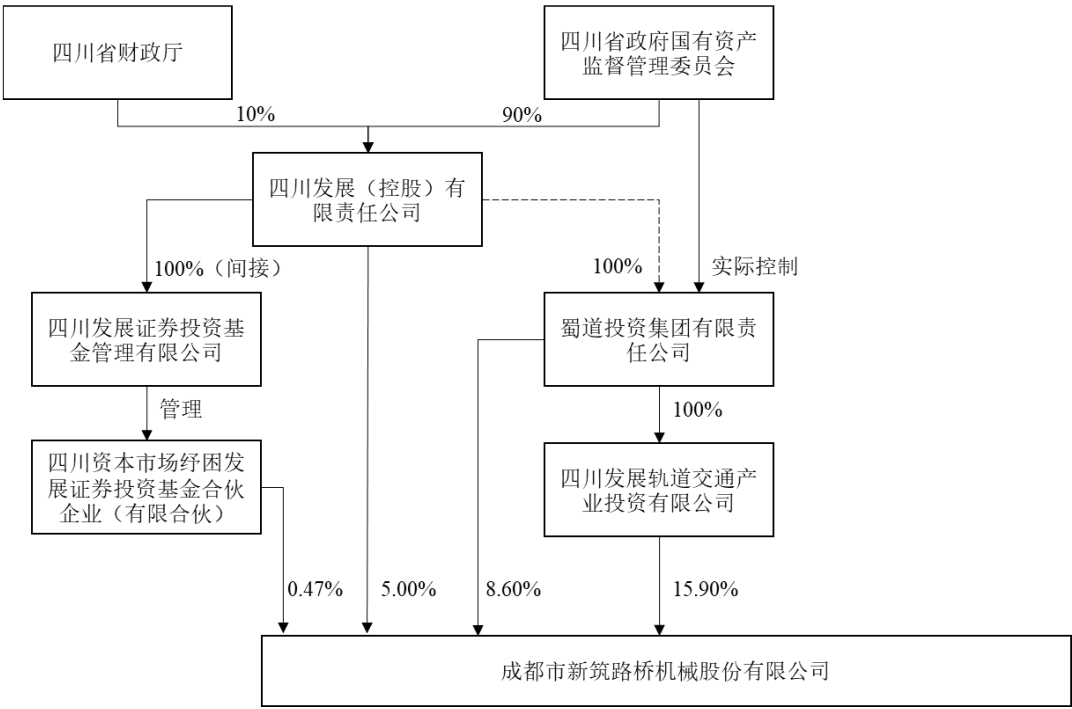 四川省财政厅
四川省政府国有资产
监督管理委员会
10%
90%
四川发展（控股）有
限责任公司
100%（间接）
100%
实际控制
四川发展证券投资基
金管理有限公司
蜀道投资集团有限责
任公司
管理
100%
四川资本市场纾困发
展证券投资基金合伙
企业（有限合伙）
四川发展轨道交通产
业投资有限公司
0.47%
5.00%
8.60%
15.90%
成都市新筑路桥机械股份有限公司